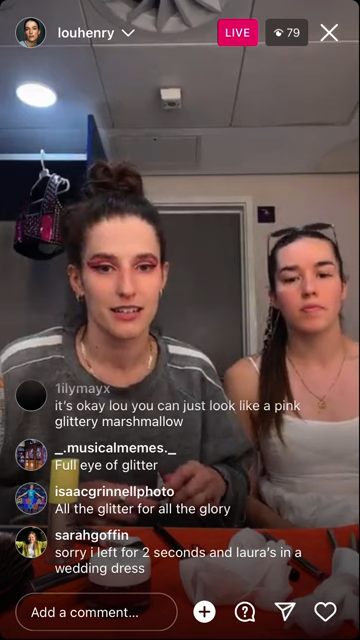 louhenry
LIVE
79
1ilymayx
it's okay lou you can just look like a pink
glittery marshmallow
_.musicalmemes._
Full eye of glitter
isaacgrinnellphoto
All the glitter for all the glory
sarahgoffin
sorry i left for 2 seconds and laura's in a
wedding dress
Add a comment...